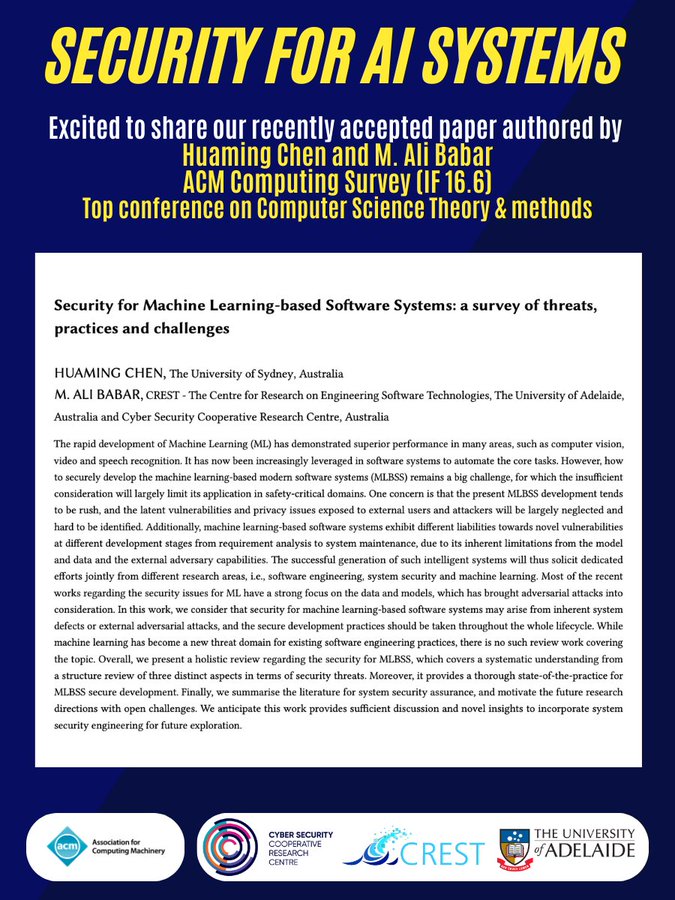 SECURITY FOR AI SYSTEMS
Excited to share our recently accepted paper authored by
Huaming Chen and M. Ali Babar
ACM Computing Survey (IF 16.6)
Top conference on Computer Science Theory & methods
Security for Machine Learning-based Software Systems: a survey of threats,
practices and challenges
HUAMING CHEN, The University of Sydney, Australia
M. ALI BABAR, CREST - The Centre for Research on Engineering Software Technologies, The University of Adelaide,
Australia and Cyber Security Cooperative Research Centre, Australia
The rapid development of Machine Learning (ML) has demonstrated superior performance in many areas, such as computer vision,
video and speech recognition. It has now been increasingly leveraged in software systems to automate the core tasks. However, how
to securely develop the machine learning-based modern software systems (MLBSS) remains a big challenge, for which the insufficient
consideration will largely limit its application in safety-critical domains. One concern is that the present MLBSS development tends
to be rush, and the latent vulnerabilities and privacy issues exposed to external users and attackers will be largely neglected and
hard to be identified. Additionally, machine learning-based software systems exhibit different liabilities towards novel vulnerabilities
at different development stages from requirement analysis to system maintenance, due to its inherent limitations from the model
and data and the external adversary capabilities. The successful generation of such intelligent systems will thus solicit dedicated
efforts jointly from different research areas, i.e., software engineering, system security and machine learning. Most of the recent
works regarding the security issues for ML have a strong focus on the data and models, which has brought adversarial attacks into
consideration. In this work, we consider that security for machine learning-based software systems may arise from inherent system
defects or external adversarial attacks, and the secure development practices should be taken throughout the whole lifecycle. While
machine learning has become a new threat domain for existing software engineering practices, there is no such review work covering
the topic. Overall, we present a holistic review regarding the security for MLBSS, which covers a systematic understanding from
a structure review of three distinct aspects in terms of security threats. Moreover, it provides a thorough state-of-the-practice for
MLBSS secure development. Finally, we summarise the literature for system security assurance, and motivate the future research
directions with open challenges. We anticipate this work provides sufficient discussion and novel insights to incorporate system
security engineering for future exploration.
acm
Association for
Computing Machinery
CYBER SECURITY
COOPERATIVE
RESEARCH
CENTRE
CREST
THE UNIVERSITY
of ADELAIDE